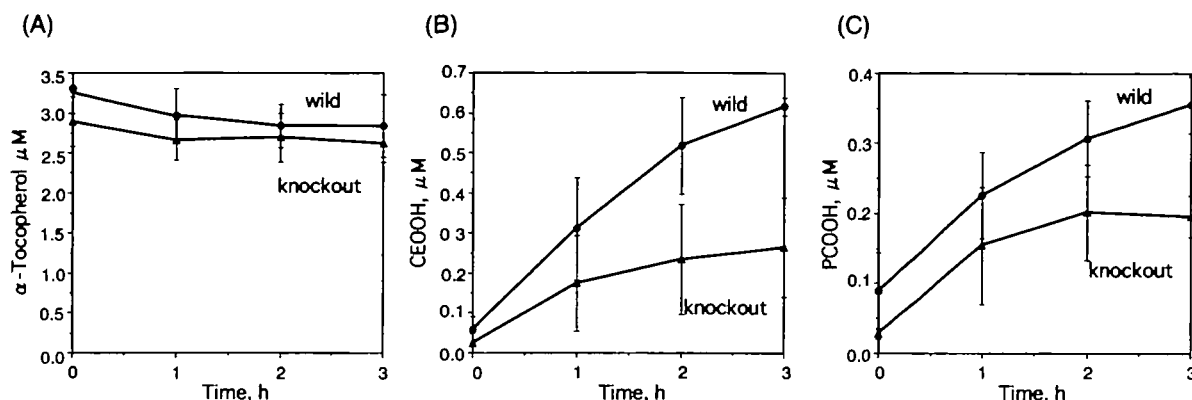 (A)
3.5
3.0
2.5
2.0
1.5
1.0
0.5
0.0
α-Tocopherol μM
wild
knockout
0 1 2 3
Time, h
(B)
0.7
0.6
0.5
0.4
0.3
0.2
0.1
0.0
CEOOH, μM
wild
knockout
0 1 2 3
Time, h
(C)
0.4
0.3
0.2
0.1
0.0
PCOOH, μM
wild
knockout
0 1 2 3
Time, h